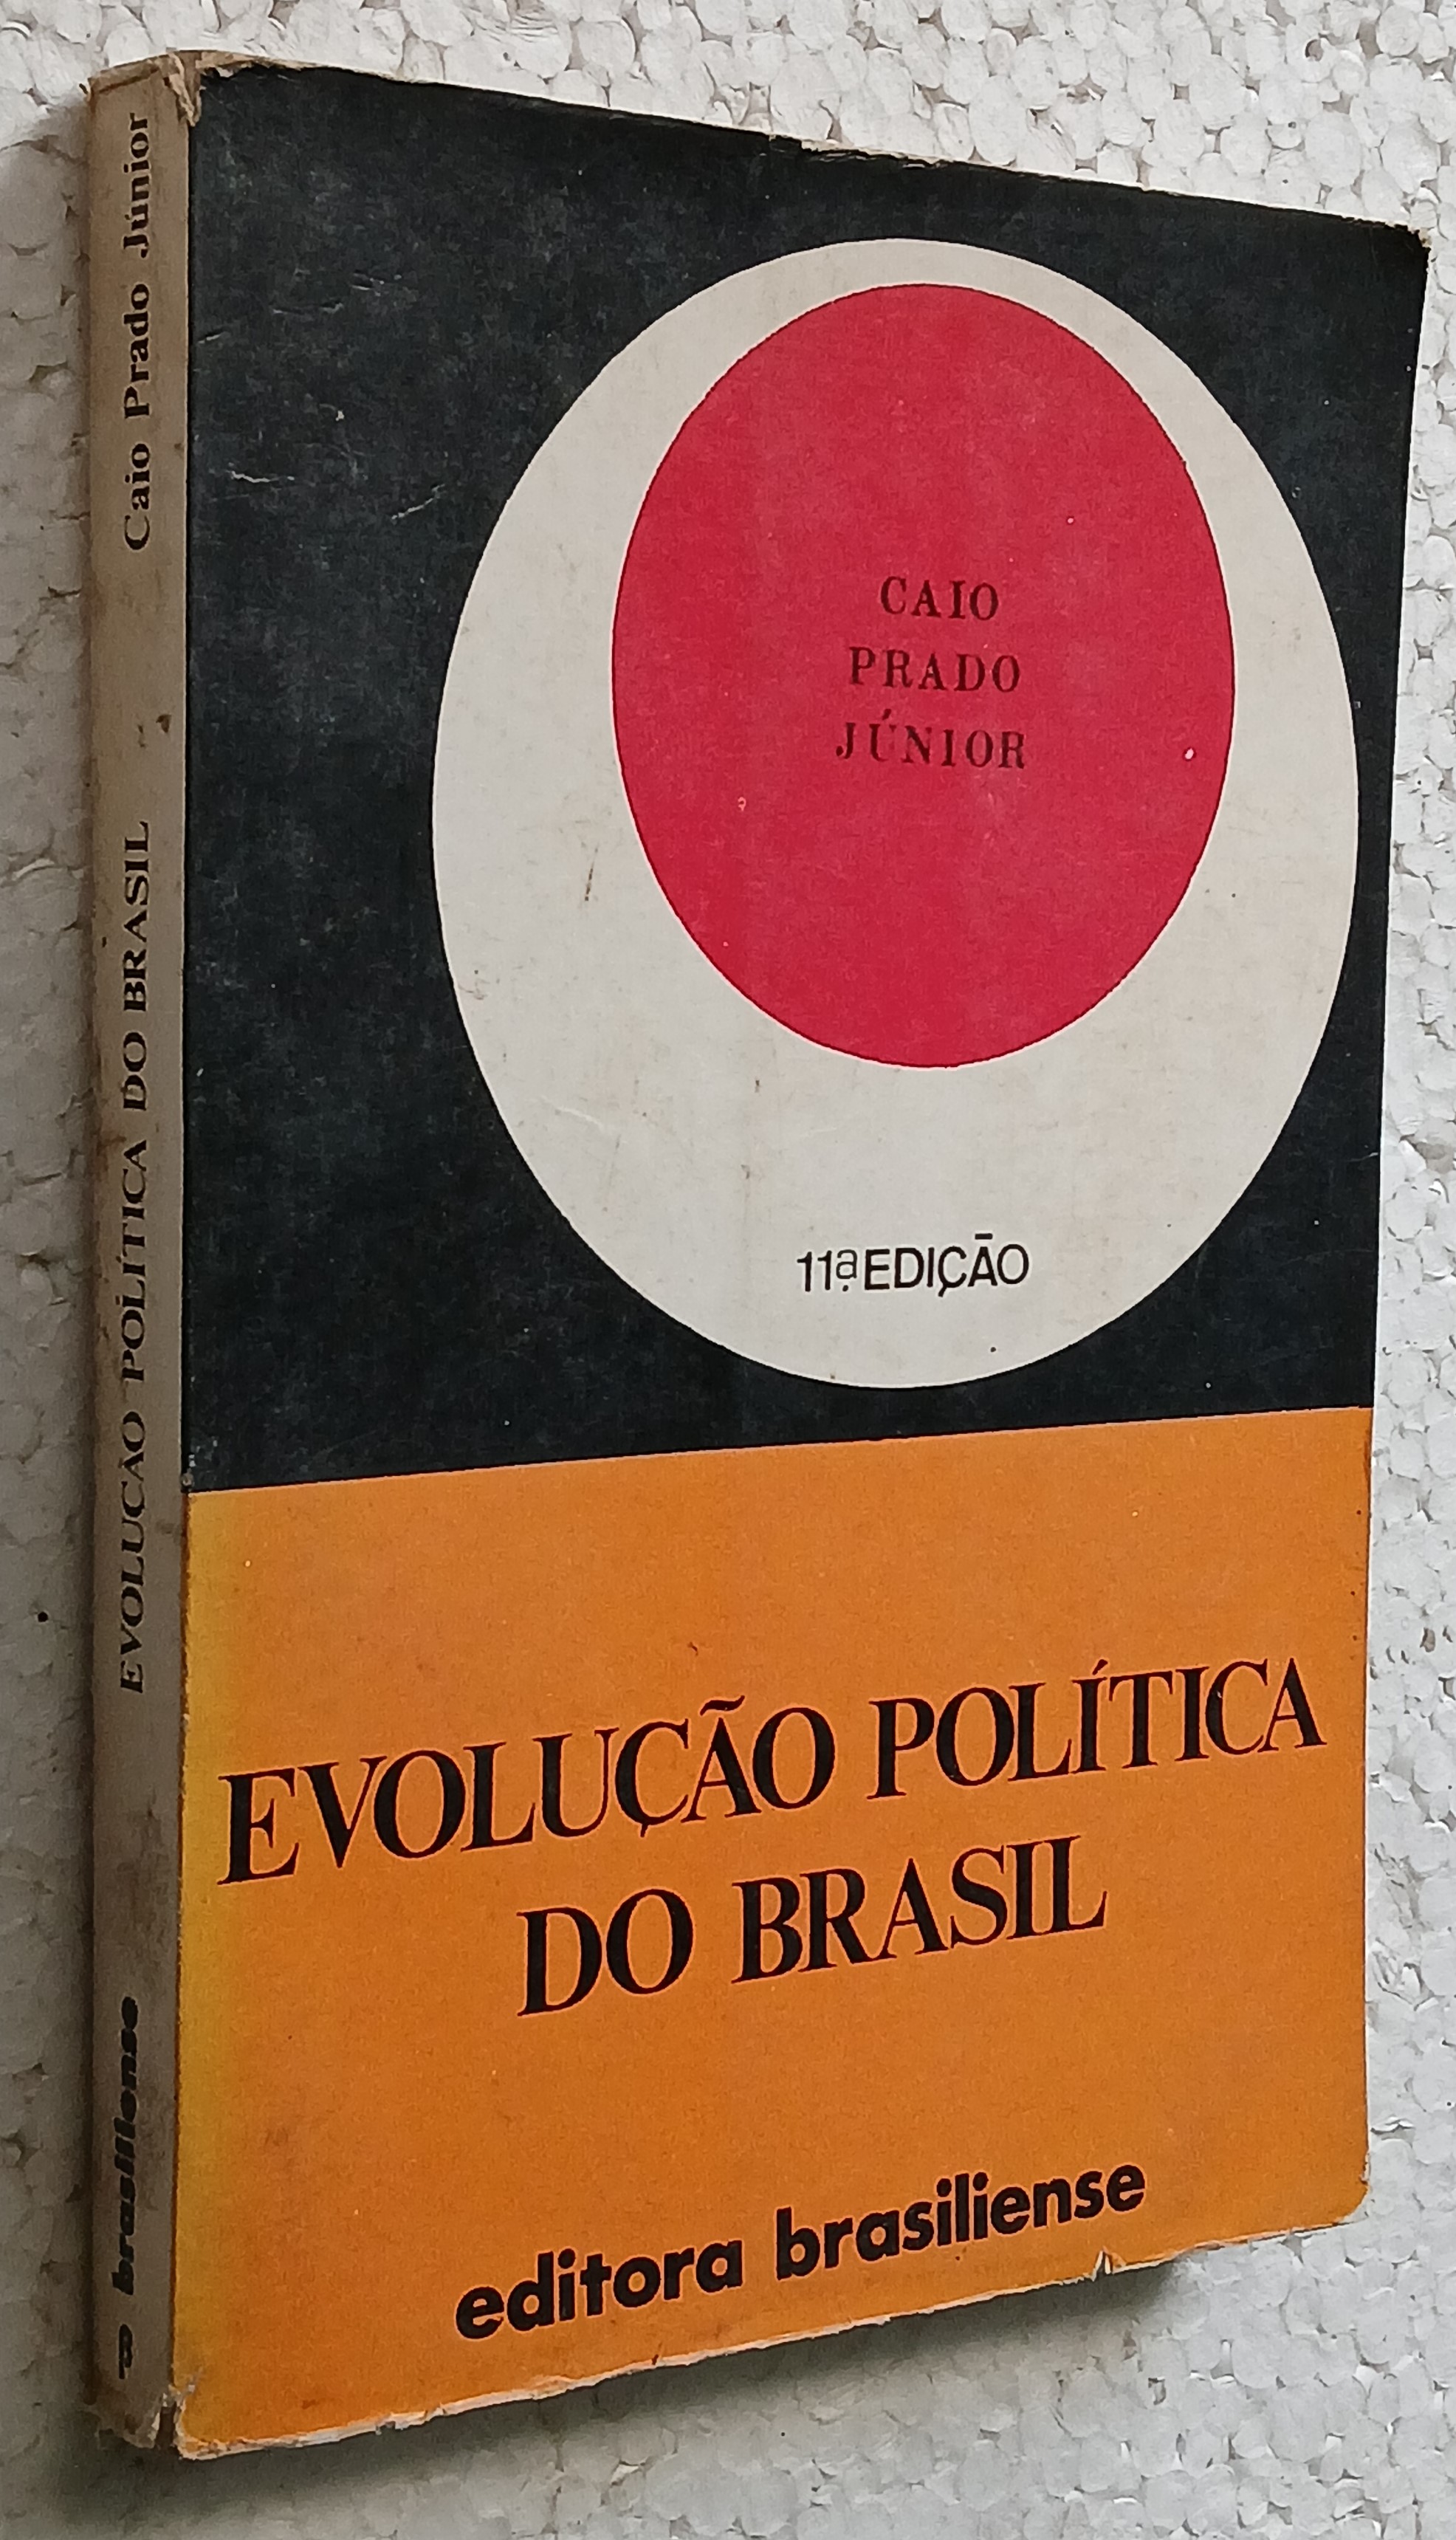 CAIO
PRADO
JÚNIOR
11ª EDIÇÃO
EVOLUÇÃO POLÍTICA
DO BRASIL
editora brasiliense
Caio Prado Júnior
EVOLUÇÃO POLÍTICA DO BRASIL
brasiliense